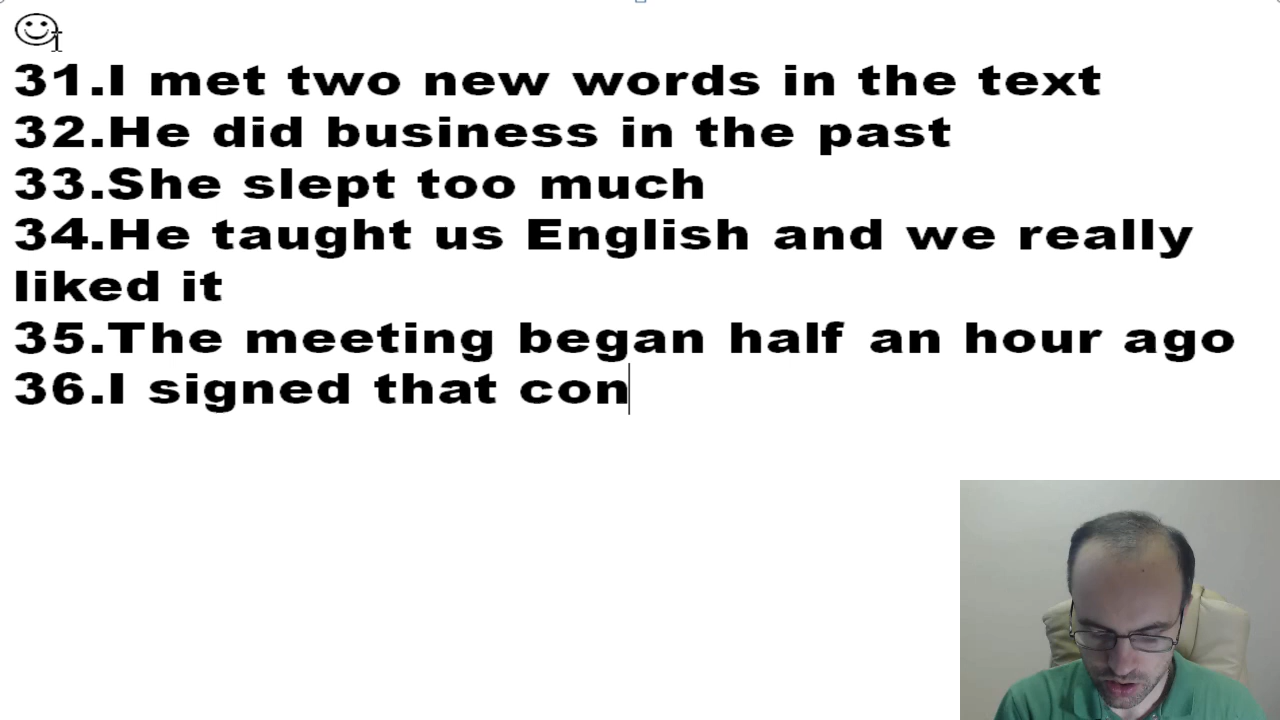 31.I met two new words in the text
32.He did business in the past
33.She slept too much
34.He taught us English and we really
liked it
35.The meeting began half an hour ago
36.I signed that con